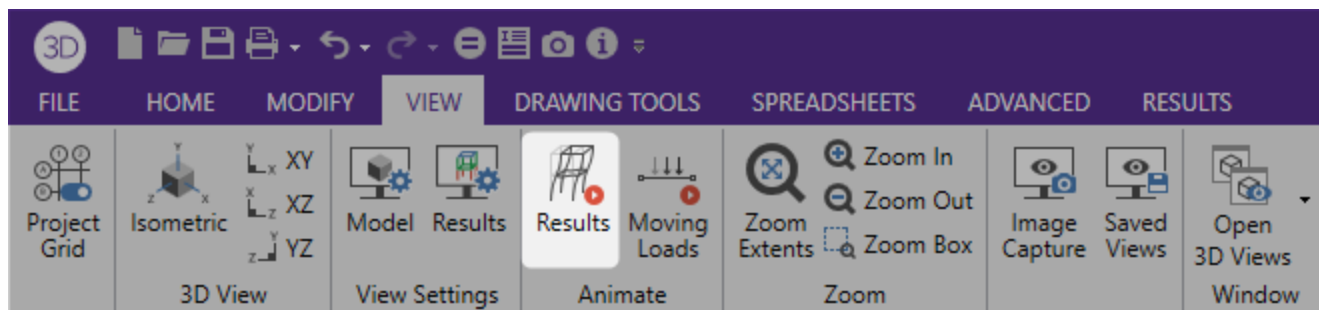 3D
FILE HOME MODIFY VIEW DRAWING TOOLS SPREADSHEETS ADVANCED RESULTS
Project Grid
Y
z x
Isometric
Y x XY
X z XZ
Y z YZ
3D View
Model Results
View Settings
Results
Moving Loads
Animate
Zoom Extents
Zoom In
Zoom Out
Zoom Box
Zoom
Image Capture
Saved Views
Open 3D Views
Window